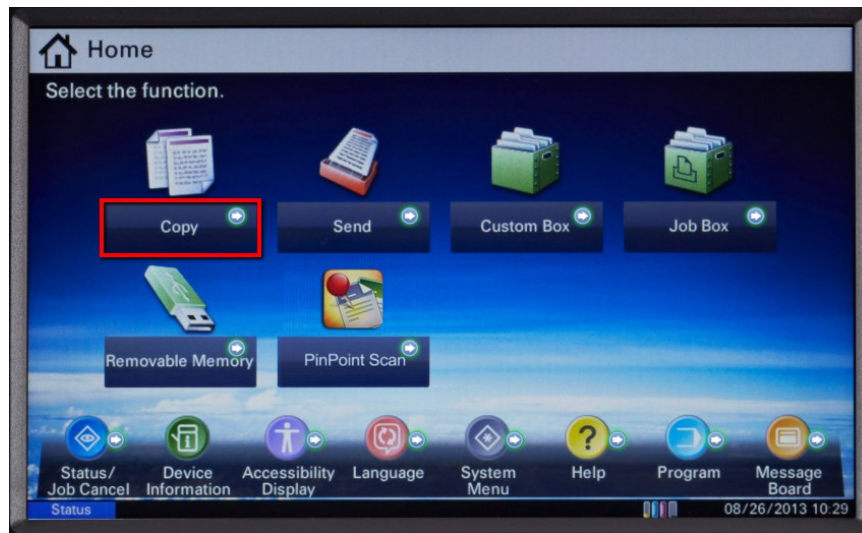 Home
Select the function.
Copy
Send
Custom Box
Job Box
Removable Memory
PinPoint Scan
Status/
Job Cancel
Device
Information
Accessibility
Display
Language
System
Menu
Help
Program
Message
Board
Status
08/26/2013 10:29